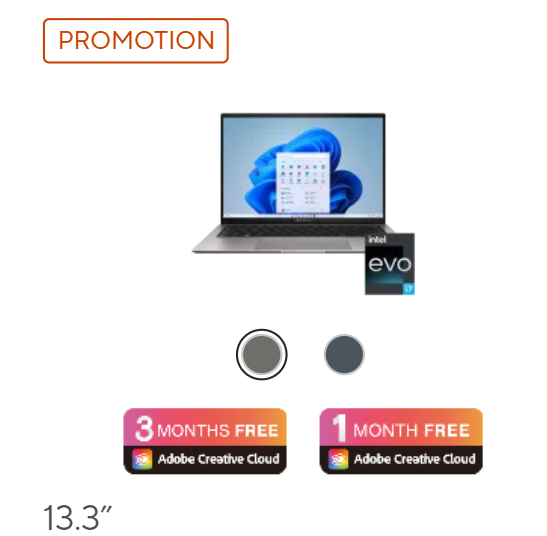 PROMOTION
intel
evo
i7
3 MONTHS FREE
Adobe Creative Cloud
1 MONTH FREE
Adobe Creative Cloud
13.3″